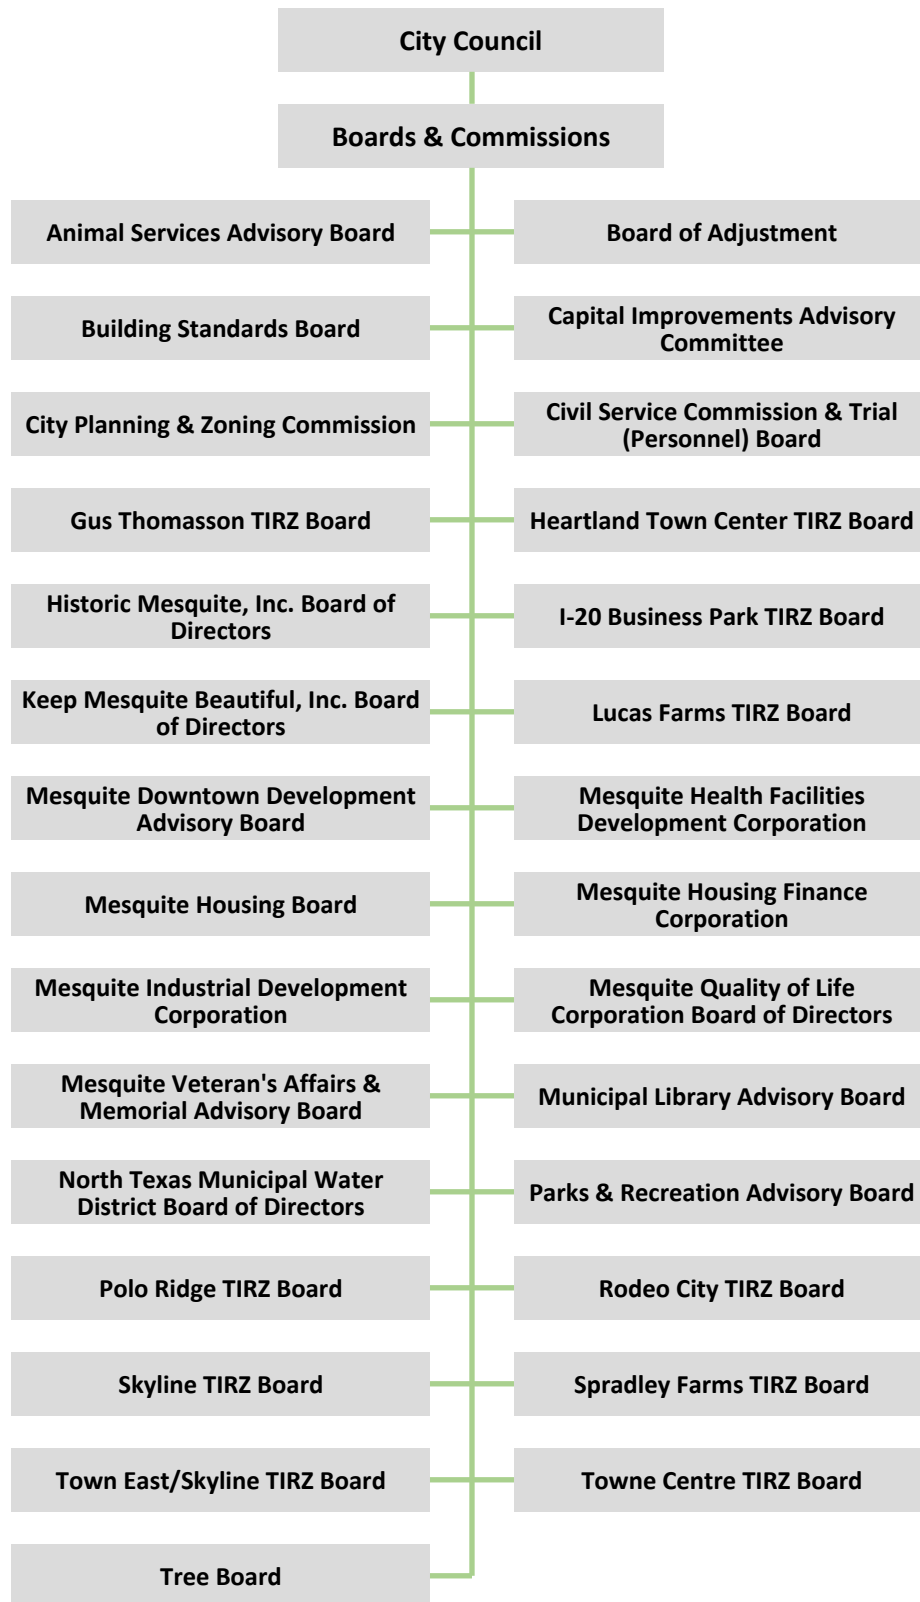 City Council
Boards & Commissions
Animal Services Advisory Board
Board of Adjustment
Building Standards Board
Capital Improvements Advisory
Committee
City Planning & Zoning Commission
Civil Service Commission & Trial
(Personnel) Board
Gus Thomasson TIRZ Board
Heartland Town Center TIRZ Board
Historic Mesquite, Inc. Board of
Directors
I-20 Business Park TIRZ Board
Keep Mesquite Beautiful, Inc. Board
of Directors
Lucas Farms TIRZ Board
Mesquite Downtown Development
Advisory Board
Mesquite Health Facilities
Development Corporation
Mesquite Housing Board
Mesquite Housing Finance
Corporation
Mesquite Industrial Development
Corporation
Mesquite Quality of Life
Corporation Board of Directors
Mesquite Veteran's Affairs &
Memorial Advisory Board
Municipal Library Advisory Board
North Texas Municipal Water
District Board of Directors
Parks & Recreation Advisory Board
Polo Ridge TIRZ Board
Rodeo City TIRZ Board
Skyline TIRZ Board
Spradley Farms TIRZ Board
Town East/Skyline TIRZ Board
Towne Centre TIRZ Board
Tree Board